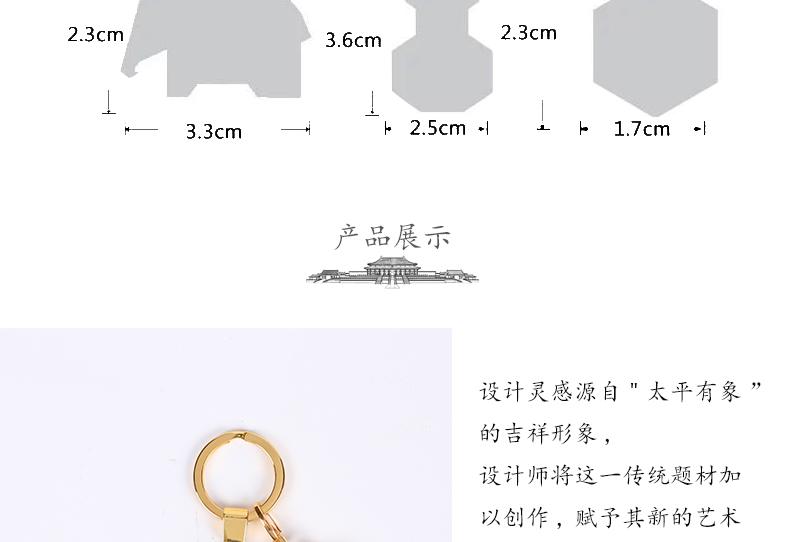 2.3cm
3.6cm
2.3cm
3.3cm
2.5cm
1.7cm
产品展示
设计灵感源自"太平有象”
的吉祥形象，
设计师将这一传统题材加
以创作，赋予其新的艺术